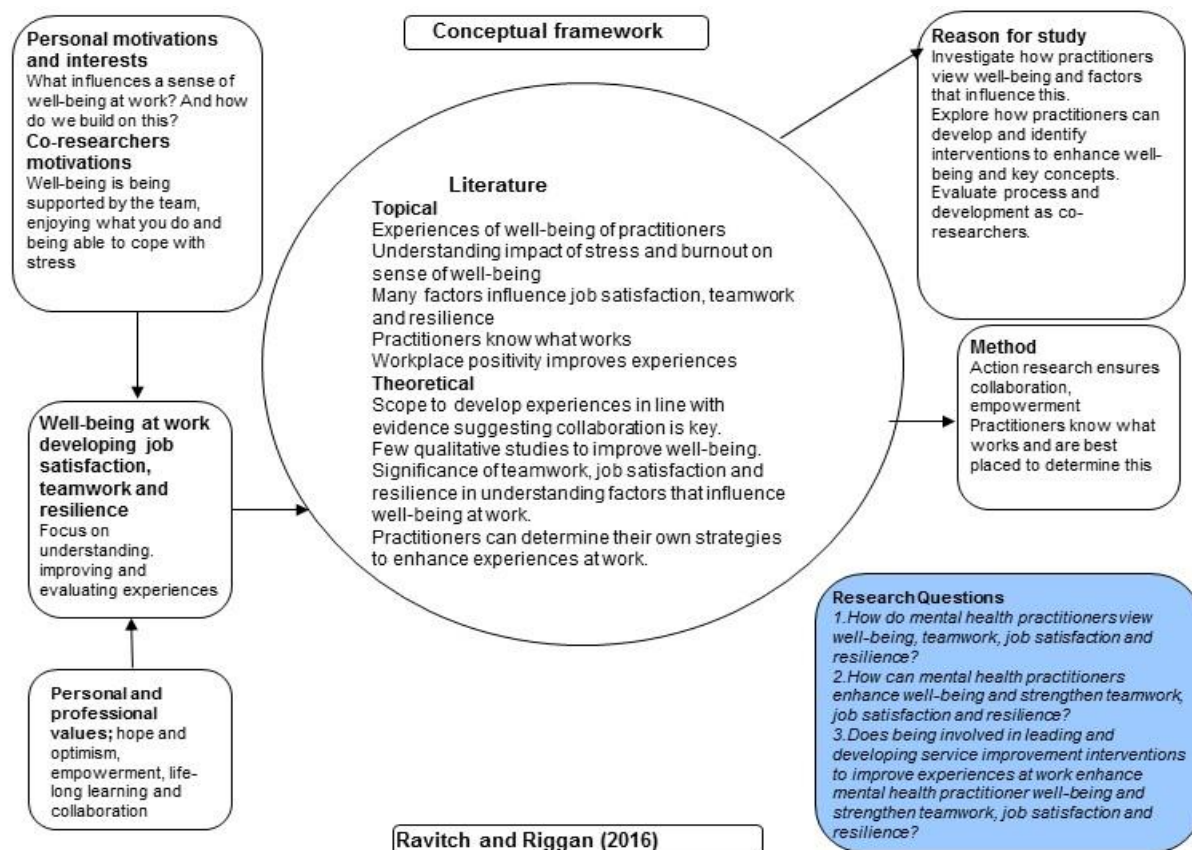 Conceptual framework
Personal motivations
and interests
What influences a sense of
well-being at work? And how
do we build on this?
Co-researchers
motivations
Well-being is being
supported by the team,
enjoying what you do and
being able to cope with
stress
Well-being at work
developing job
satisfaction,
teamwork and
resilience
Focus on
understanding.
improving and
evaluating experiences
Personal and
professional
values; hope and
optimism,
empowerment, life-
long learning and
collaboration
Literature
Topical
Experiences of well-being of practitioners
Understanding impact of stress and burnout on
sense of well-being
Many factors influence job satisfaction, teamwork
and resilience
Practitioners know what works
Workplace positivity improves experiences
Theoretical
Scope to develop experiences in line with
evidence suggesting collaboration is key.
Few qualitative studies to improve well-being.
Significance of teamwork, job satisfaction and
resilience in understanding factors that influence
well-being at work.
Practitioners can determine their own strategies
to enhance experiences at work.
Reason for study
Investigate how practitioners
view well-being and factors
that influence this.
Explore how practitioners can
develop and identify
interventions to enhance well-
being and key concepts.
Evaluate process and
development as co-
researchers.
Method
Action research ensures
collaboration,
empowerment
Practitioners know what
works and are best
placed to determine this
Research Questions
1.How do mental health practitioners view
well-being, teamwork, job satisfaction and
resilience?
2.How can mental health practitioners
enhance well-being and strengthen teamwork,
job satisfaction and resilience?
3.Does being involved in leading and
developing service improvement interventions
to improve experiences at work enhance
mental health practitioner well-being and
strengthen teamwork, job satisfaction and
resilience?
Ravitch and Riggan (2016)